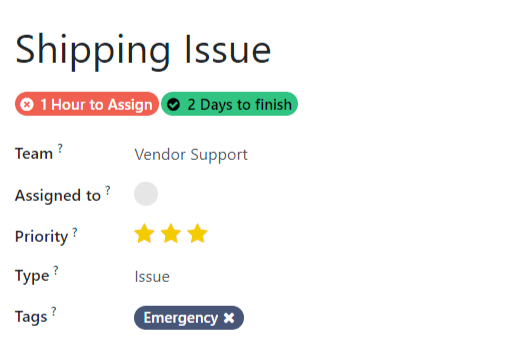 Shipping Issue
1 Hour to Assign 2 Days to finish
Team ? Vendor Support
Assigned to ?
Priority ?
Type ? Issue
Tags ? Emergency